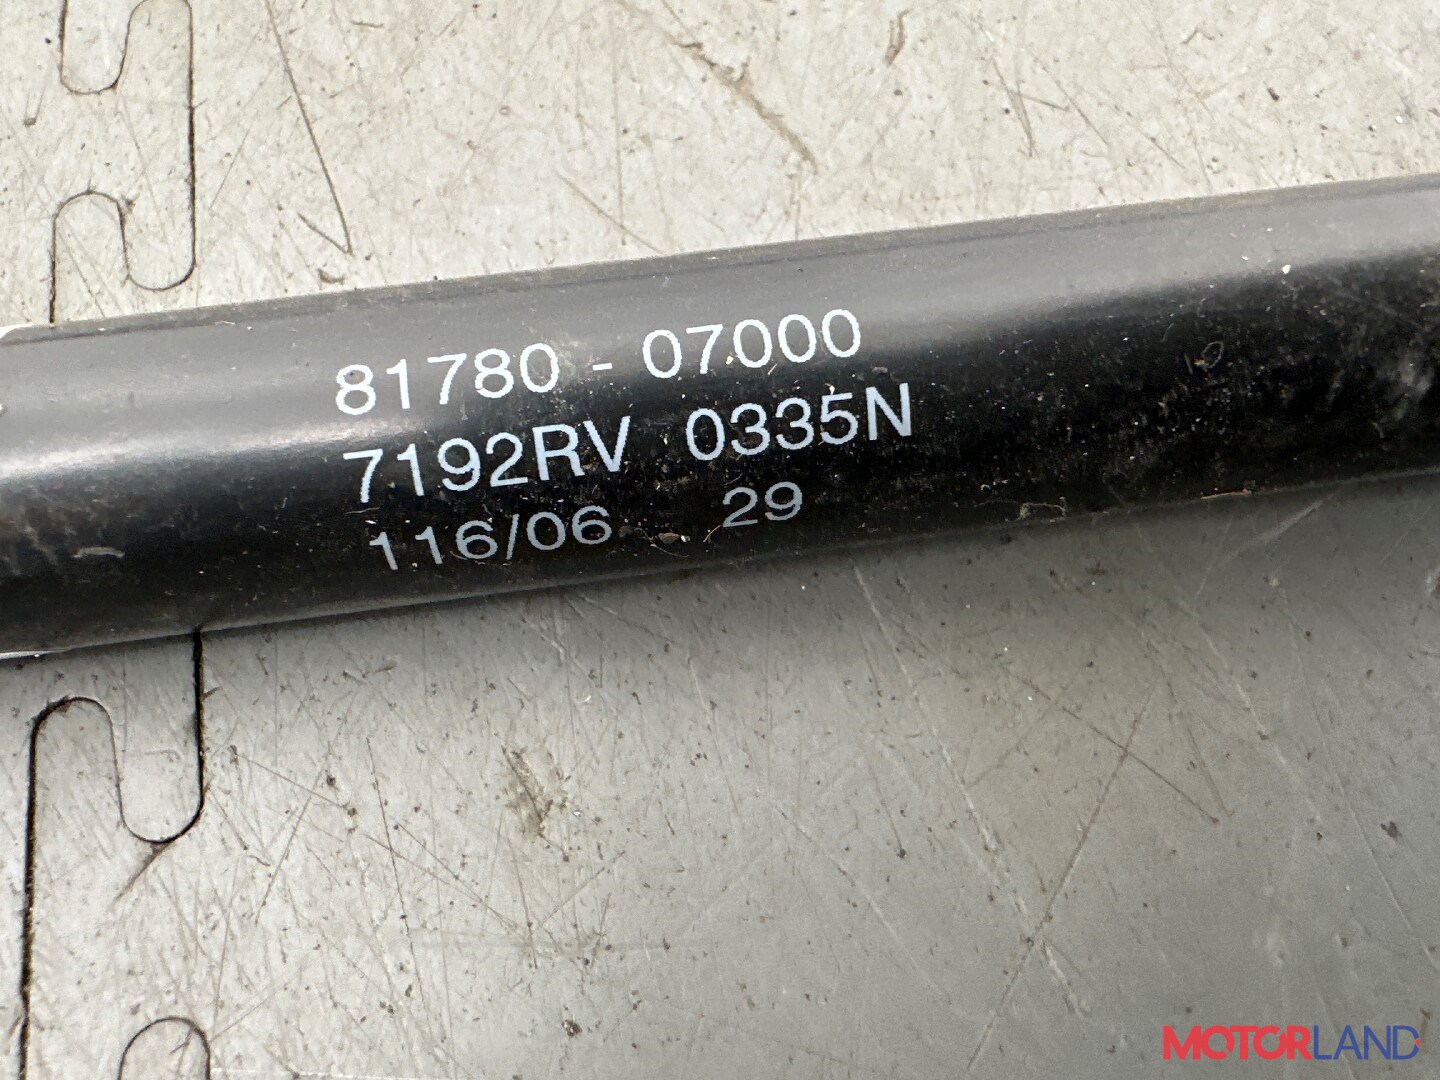 81780 - 07000
7192RV 0335N
116/06 29
MOTORLAND